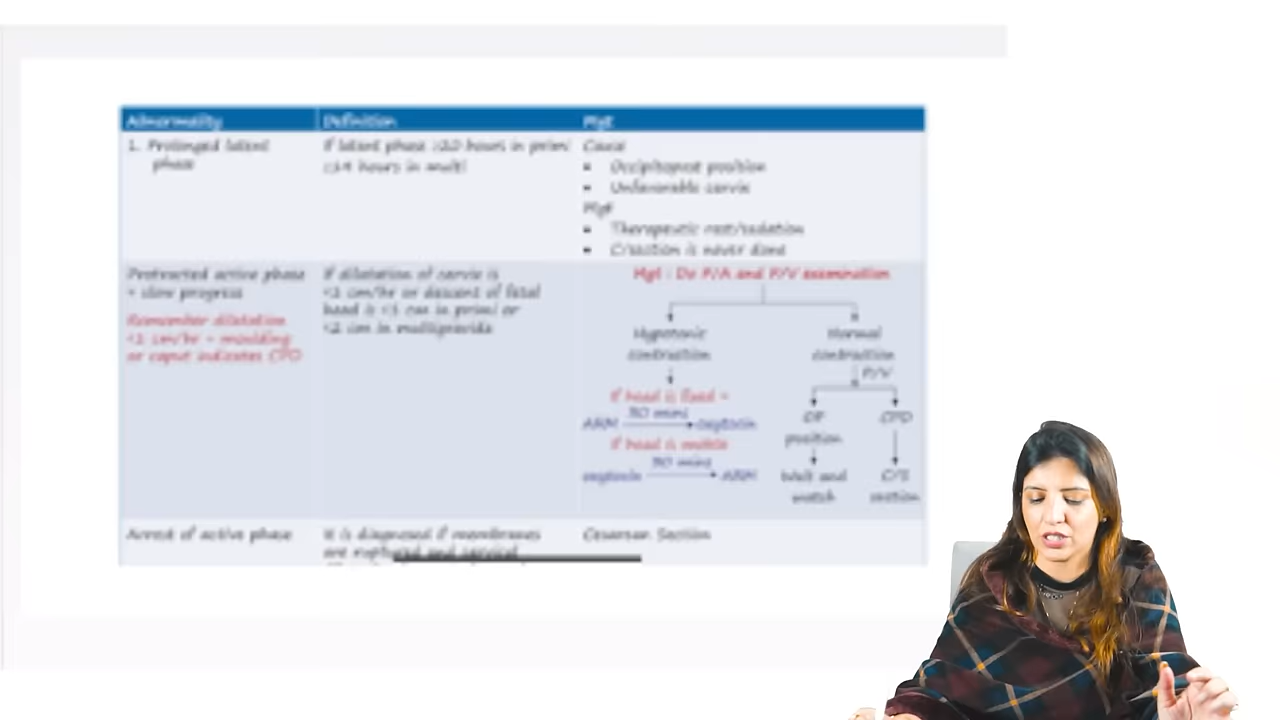 Abnormality Definition Mgt
1. Prolonged latent
phase
If latent phase >20 hours in primi
>14 hours in multi
Cause
• Occipitopost position
• Unfavorable cervix
Mgt
• Therapeutic rest/sedation
• C/section is never done
Protracted active phase
= slow progress
Remember dilatation
<1 cm/hr + moulding
or caput indicates CPD
If dilatation of cervix is
<1 cm/hr or descent of fetal
head is <1 cm in primi or
<2 cm in multigravida
Mgt : Do P/A and P/V examination
Hypotonic
contraction
If head is fixed =
30 mins
ARM oxytocin
If head is mobile
30 mins
oxytocin ARM
Normal
contraction
P/V
OP
position
Wait and
watch
CPD
C/S
section
Arrest of active phase
It is diagnosed if membranes
are ruptured and cervical
Cesarean Section